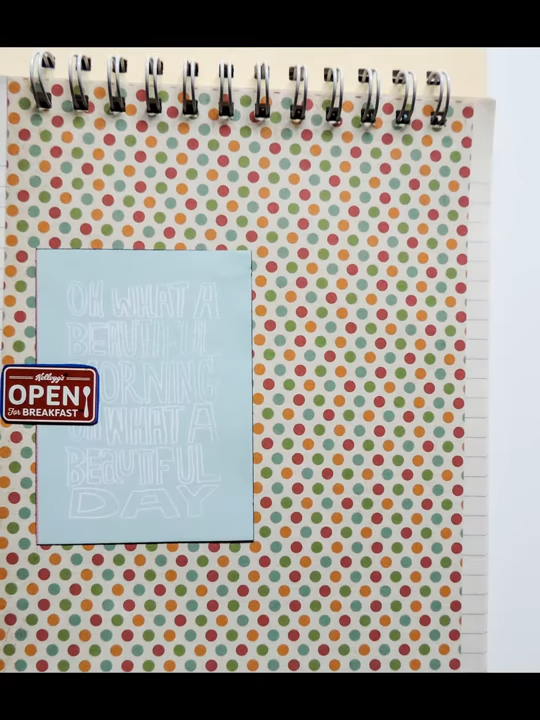 OH WHAT A
BEAUTIFUL
MORNING
OH WHAT A
BEAUTIFUL
DAY
Kellogg's
OPEN
for BREAKFAST